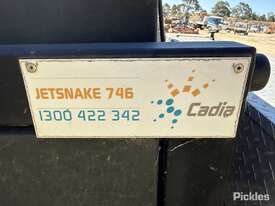 JETSNAKE 746
1300 422 342
Cadia
Pickles